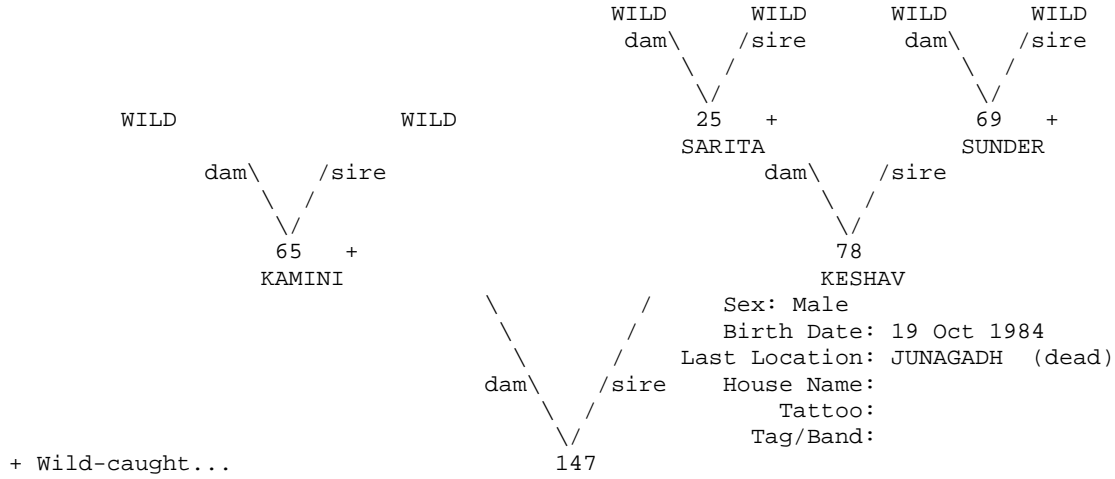 WILD WILD WILD WILD
dam\ /sire dam\ /sire
\ / \ /
\/ \/
WILD WILD 25 + 69 +
SARITA SUNDER
dam\ /sire dam\ /sire
\ / \ /
\/ \/
65 + 78
KAMINI KESHAV
\ / Sex: Male
\ / Birth Date: 19 Oct 1984
\ / Last Location: JUNAGADH (dead)
dam\ /sire House Name:
\ / Tattoo:
\/ Tag/Band:
+ Wild-caught... 147